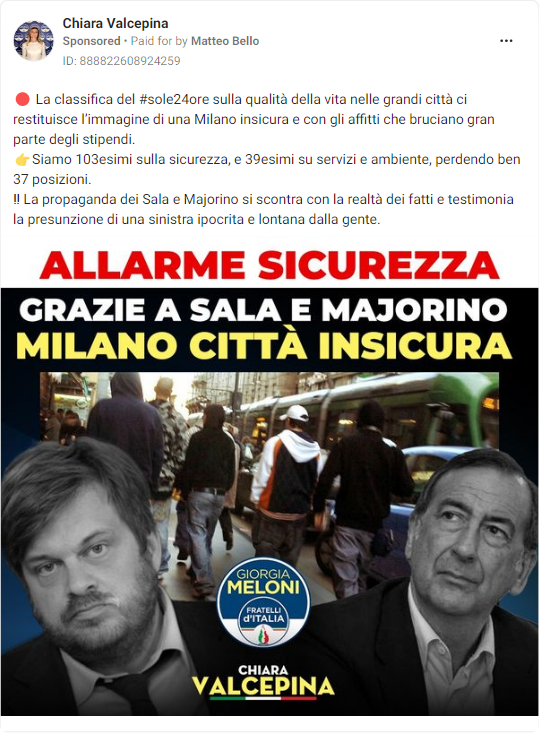 Chiara Valcepina
Sponsored • Paid for by Matteo Bello
ID: 888822608924259
🔴 La classifica del #sole24ore sulla qualità della vita nelle grandi città ci
restituisce l'immagine di una Milano insicura e con gli affitti che bruciano gran
parte degli stipendi.
👉Siamo 103esimi sulla sicurezza, e 39esimi su servizi e ambiente, perdendo ben
37 posizioni.
‼ La propaganda dei Sala e Majorino si scontra con la realtà dei fatti e testimonia
la presunzione di una sinistra ipocrita e lontana dalla gente.
ALLARME SICUREZZA
GRAZIE A SALA E MAJORINO
MILANO CITTÀ INSICURA
GIORGIA
MELONI
FRATELLI
d'ITALIA
CHIARA
VALCEPINA